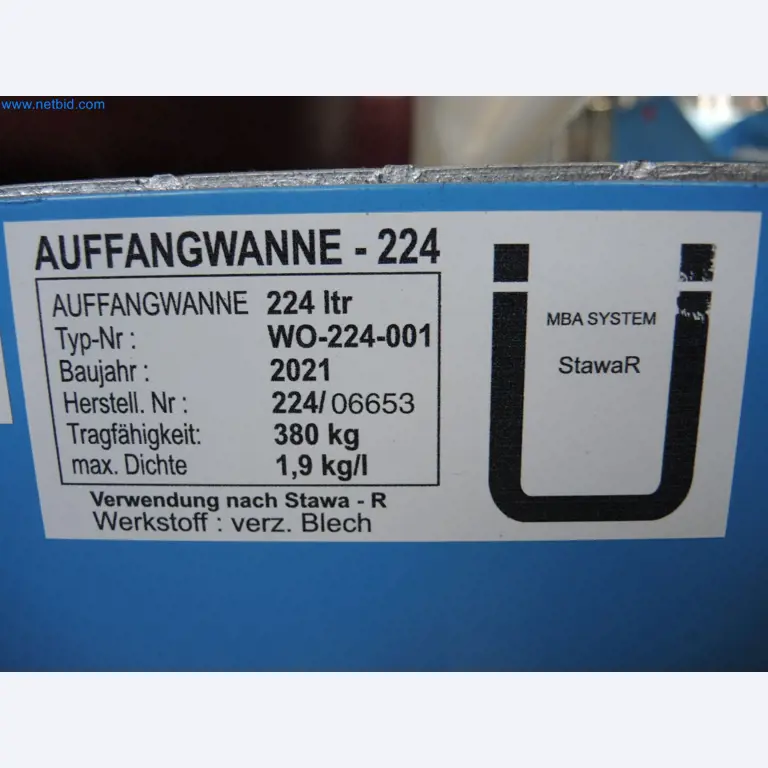 www.netbid.com
AUFFANGWANNE - 224
AUFFANGWANNE 224 ltr
Typ-Nr : WO-224-001
Baujahr : 2021
Herstell. Nr : 224/ 06653
Tragfähigkeit: 380 kg
max. Dichte 1,9 kg/l
Verwendung nach Stawa - R
Werkstoff : verz. Blech
Ü
MBA SYSTEM
StawaR